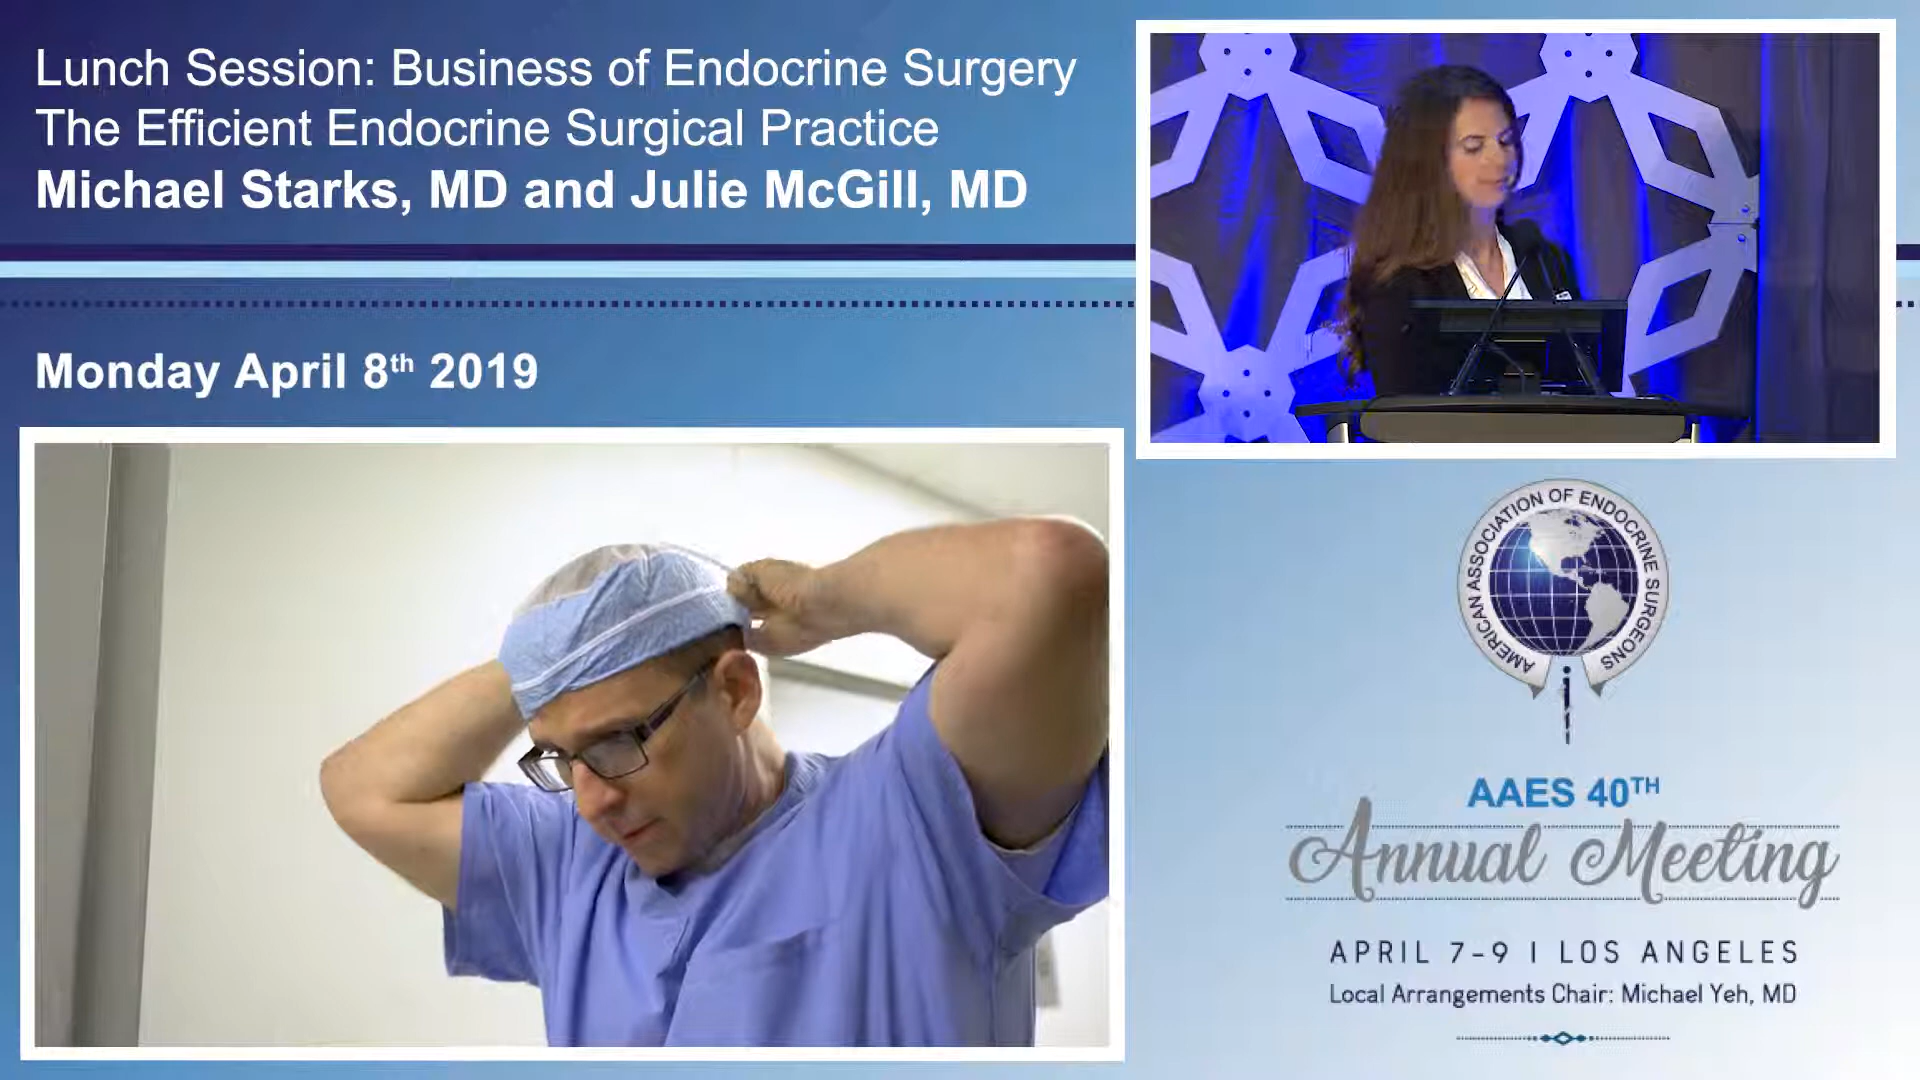 Lunch Session: Business of Endocrine Surgery
The Efficient Endocrine Surgical Practice
Michael Starks, MD and Julie McGill, MD
Monday April 8th 2019
AMERICAN ASSOCIATION OF ENDOCRINE SURGEONS
AAES 40TH
Annual Meeting
APRIL 7-9 | LOS ANGELES
Local Arrangements Chair: Michael Yeh, MD